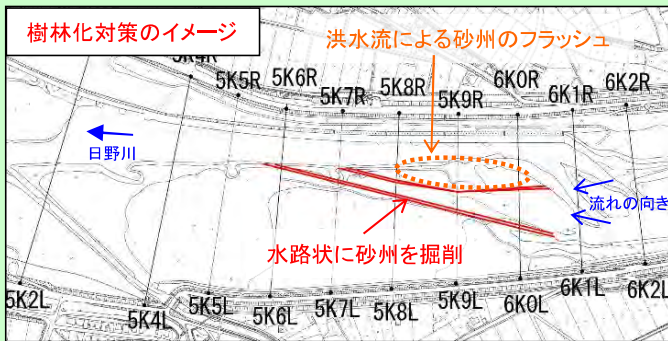 樹林化対策のイメージ
洪水流による砂州のフラッシュ
5K4R
5K5R
5K6R
5K7R
5K8R
5K9R
6K0R
6K1R
6K2R
日野川
流れの向き
水路状に砂州を掘削
5K2L
5K4L
5K5L
5K6L
5K7L
5K8L
5K9L
6K0L
6K1L
6K2L